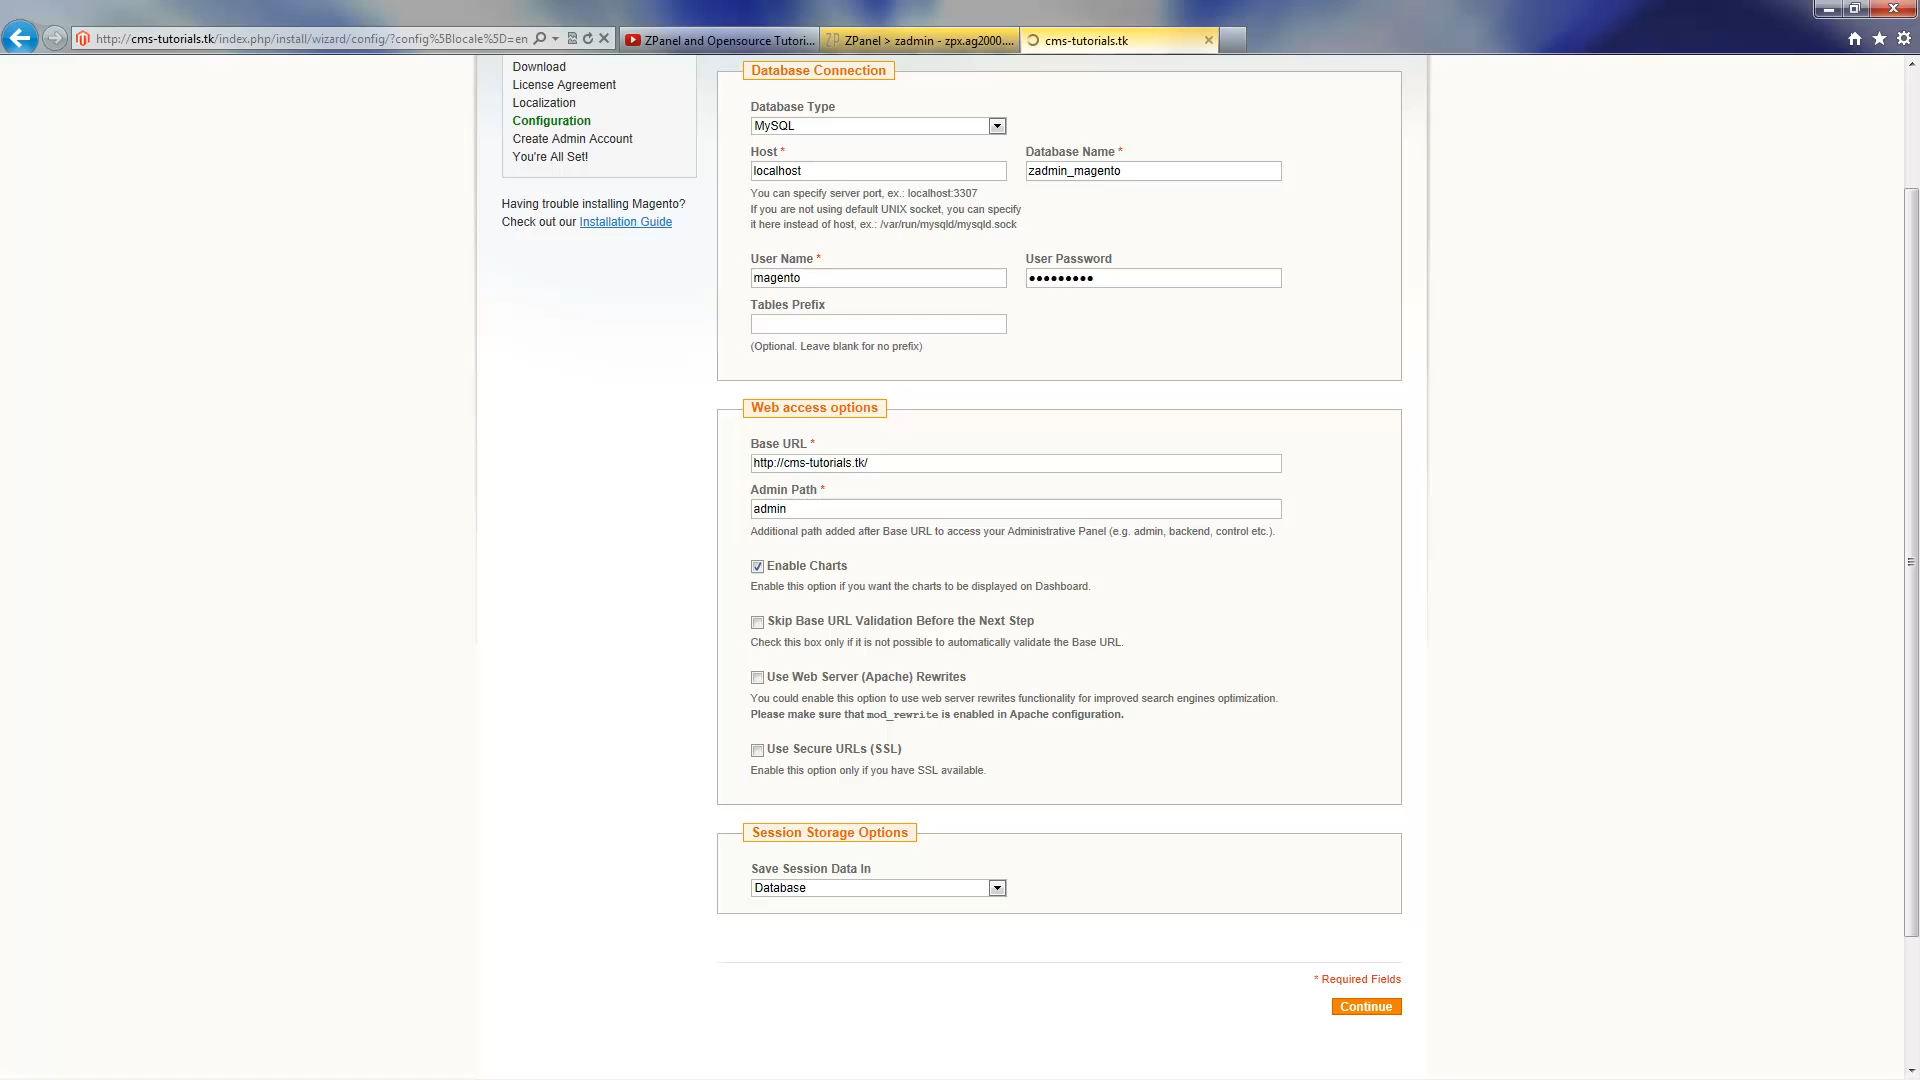 http://cms-tutorials.tk/index.php/install/wizard/config/?config%5Blocale%5D=en
ZPanel and Opensource Tutori...
ZPanel > zadmin - zpx.ag2000....
cms-tutorials.tk
Download
License Agreement
Localization
Configuration
Create Admin Account
You're All Set!
Having trouble installing Magento?
Check out our Installation Guide
Database Connection
Database Type
MySQL
Host *
Database Name *
localhost
zadmin_magento
You can specify server port, ex.: localhost:3307
If you are not using default UNIX socket, you can specify
it here instead of host, ex.: /var/run/mysqld/mysqld.sock
User Name *
User Password
magento
●●●●●●●●●
Tables Prefix
(Optional. Leave blank for no prefix)
Web access options
Base URL *
http://cms-tutorials.tk/
Admin Path *
admin
Additional path added after Base URL to access your Administrative Panel (e.g. admin, backend, control etc.).
Enable Charts
Enable this option if you want the charts to be displayed on Dashboard.
Skip Base URL Validation Before the Next Step
Check this box only if it is not possible to automatically validate the Base URL.
Use Web Server (Apache) Rewrites
You could enable this option to use web server rewrites functionality for improved search engines optimization.
Please make sure that mod_rewrite is enabled in Apache configuration.
Use Secure URLs (SSL)
Enable this option only if you have SSL available.
Session Storage Options
Save Session Data In
Database
* Required Fields
Continue